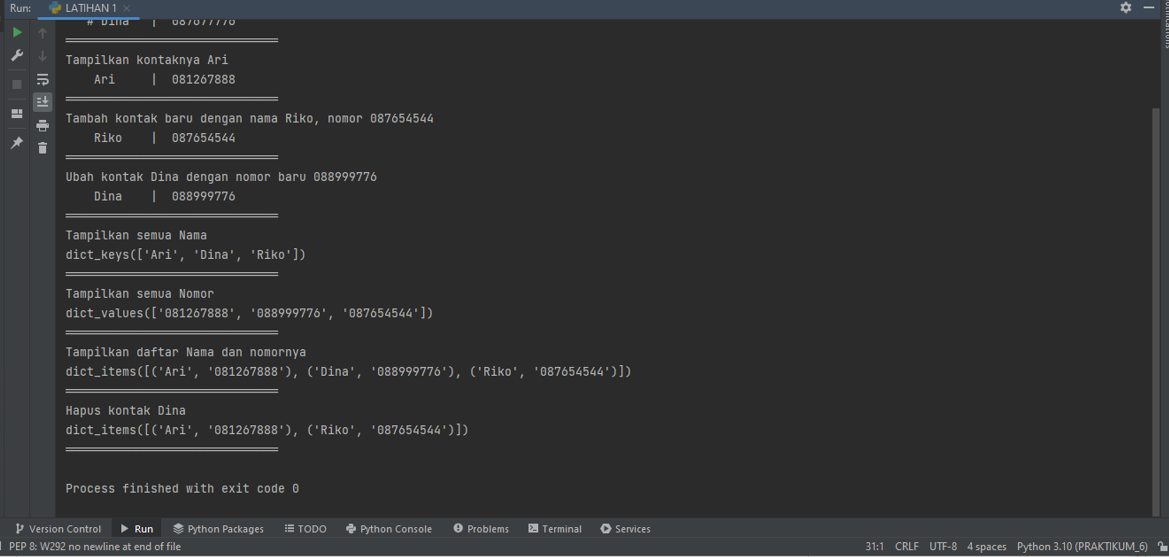 Run: LATIHAN 1
# Dina | 087677776
==============================
Tampilkan kontaknya Ari
Ari | 081267888
==============================
Tambah kontak baru dengan nama Riko, nomor 087654544
Riko | 087654544
==============================
Ubah kontak Dina dengan nomor baru 088999776
Dina | 088999776
==============================
Tampilkan semua Nama
dict_keys(['Ari', 'Dina', 'Riko'])
==============================
Tampilkan semua Nomor
dict_values(['081267888', '088999776', '087654544'])
==============================
Tampilkan daftar Nama dan nomornya
dict_items([('Ari', '081267888'), ('Dina', '088999776'), ('Riko', '087654544')])
==============================
Hapus kontak Dina
dict_items([('Ari', '081267888'), ('Riko', '087654544')])
==============================
Process finished with exit code 0
Version Control Run Python Packages TODO Python Console Problems Terminal Services
PEP 8: W292 no newline at end of file 31:1 CRLF UTF-8 4 spaces Python 3.10 (PRAKTIKUM_6)